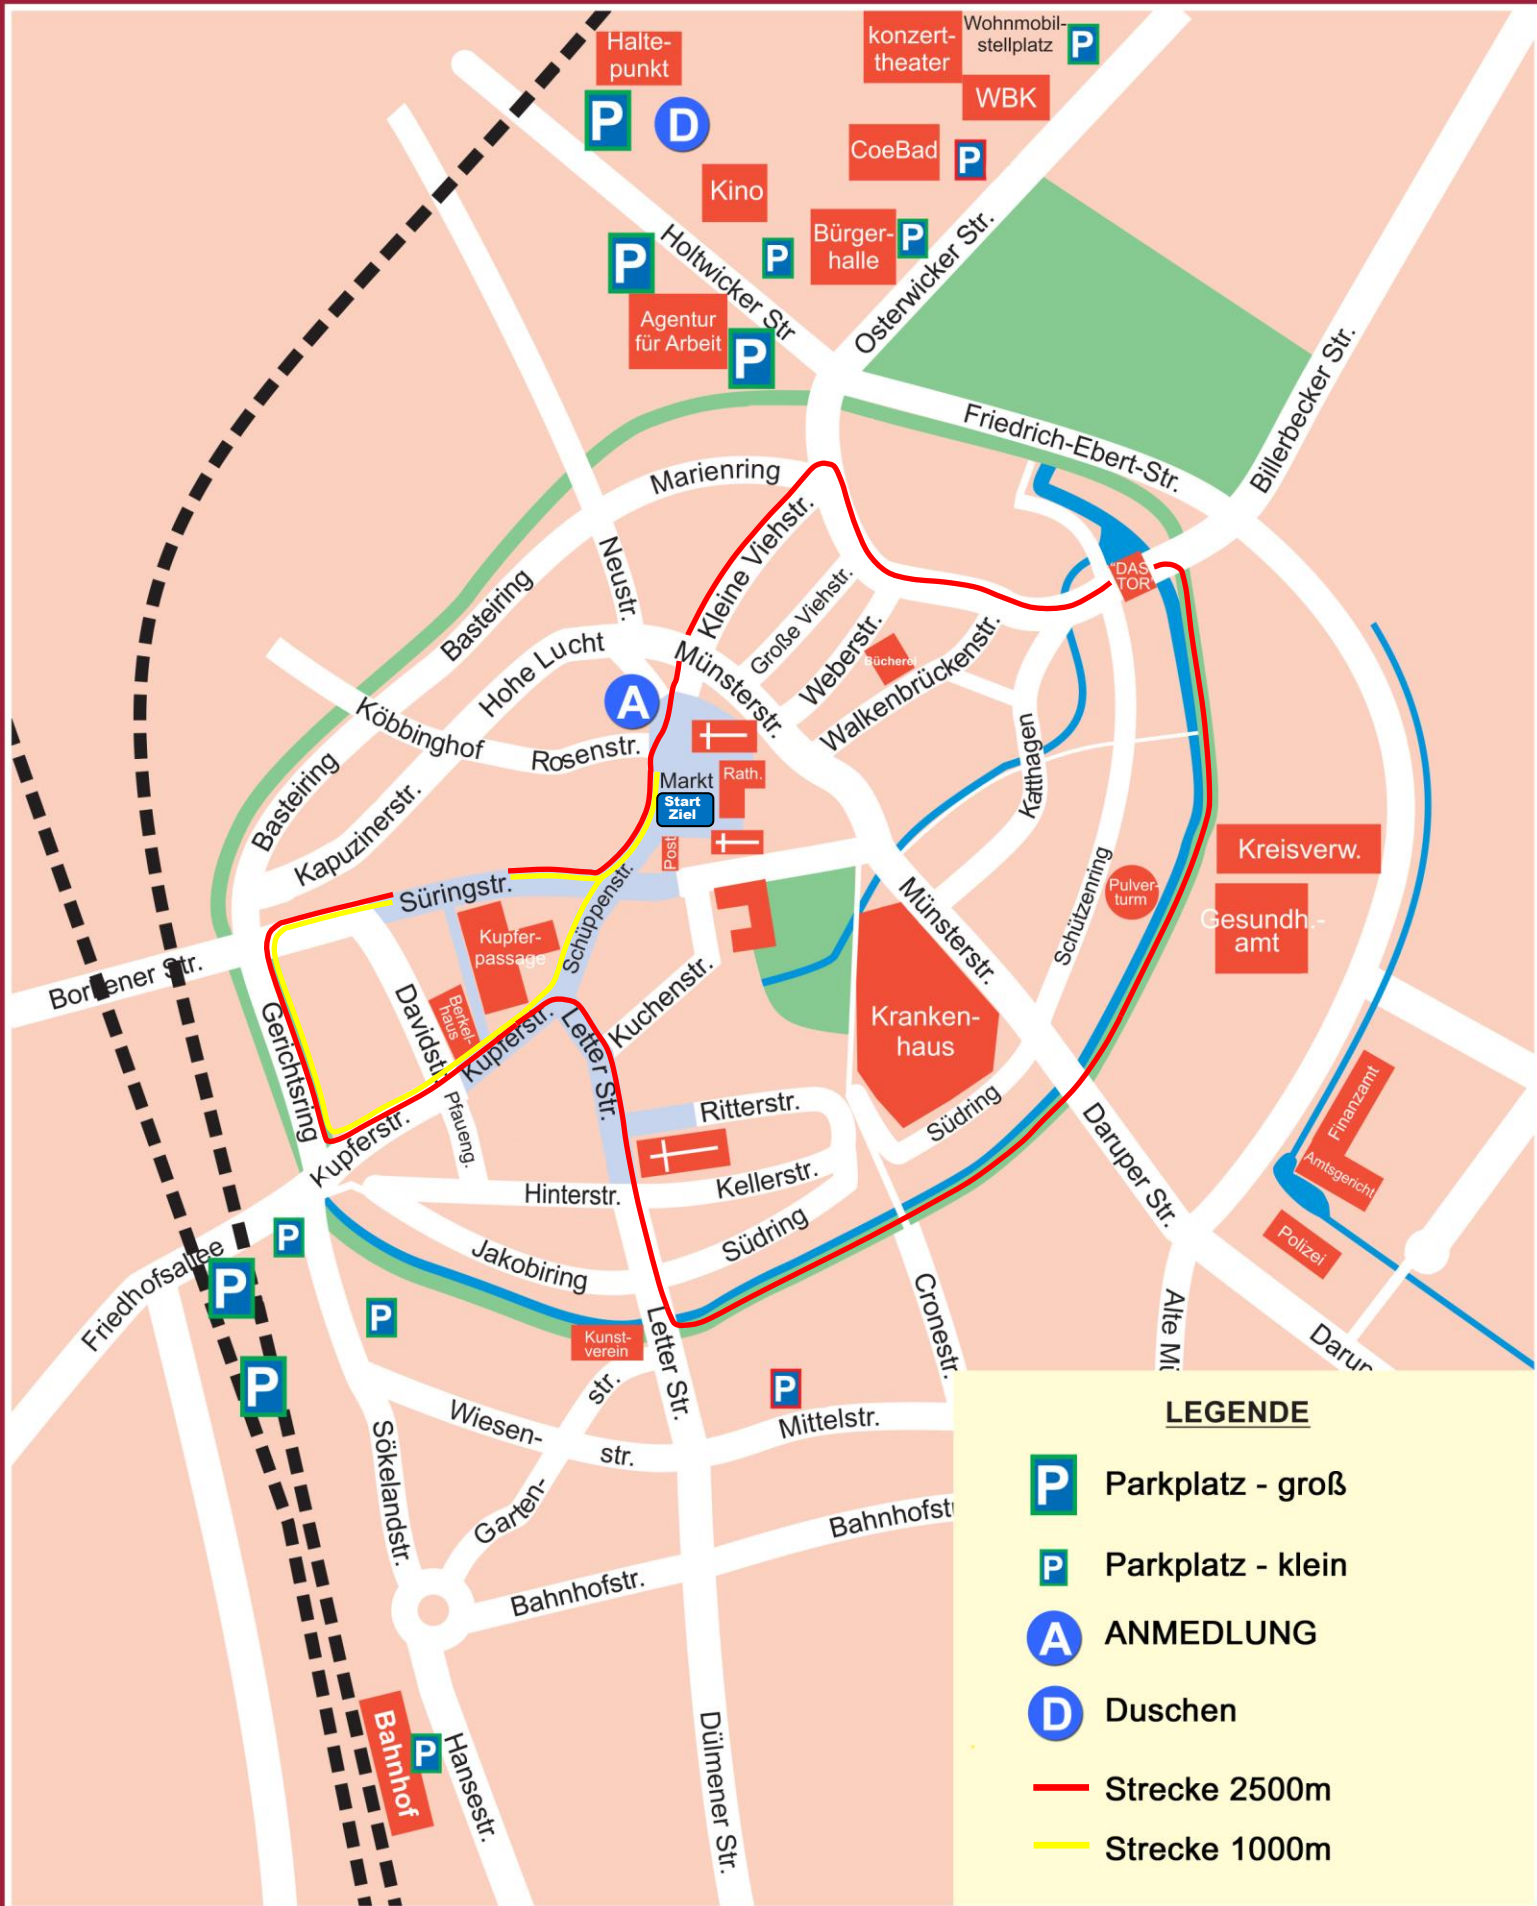 Halte-
punkt
konzert-
theater
Wohnmobil-
stellplatz
P
WBK
P
D
CoeBad
P
Kino
P
P
Bürger-
halle
P
Holtwicker Str
Osterwicker Str.
Agentur
für Arbeit
P
Friedrich-Ebert-Str.
Billerbecker Str.
Marienring
Neustr.
Kleine Viehstr.
Große Viehstr.
"DAS
TOR"
Basteiring
Hohe Lucht
Münsterstr.
Weberstr.
Bücherei
Walkenbrückenstr.
A
Köbbinghof
Rosenstr.
Katthagen
Markt
Rath.
Start
Ziel
Basteiring
Kapuzinerstr.
Post
Kreisverw.
Süringstr.
Schüppenstr.
Münsterstr.
Schützenring
Pulver-
turm
Gesundh.-
amt
Kupfer-
passage
Borkener Str.
Berkel-
haus
Davidstr.
Kuchenstr.
Kranken-
haus
Gerichtsring
Kupferstr.
Letter Str.
Pfaueng.
Ritterstr.
Südring
Finanzamt
Kupferstr.
Daruper Str.
Amtsgericht
Hinterstr.
Kellerstr.
Polizei
P
Friedhofsallee
P
Jakobiring
Südring
P
Kunst-
verein
Letter Str.
Cronestr.
Alte Mü
Darup
P
str.
P
Wiesen-
str.
Mittelstr.
Sökelandstr.
Garten-
Bahnhofstr
Bahnhofstr.
Bahnhof
P
Hansestr.
Dülmener Str.
LEGENDE
P Parkplatz - groß
P Parkplatz - klein
A ANMEDLUNG
D Duschen
Strecke 2500m
Strecke 1000m